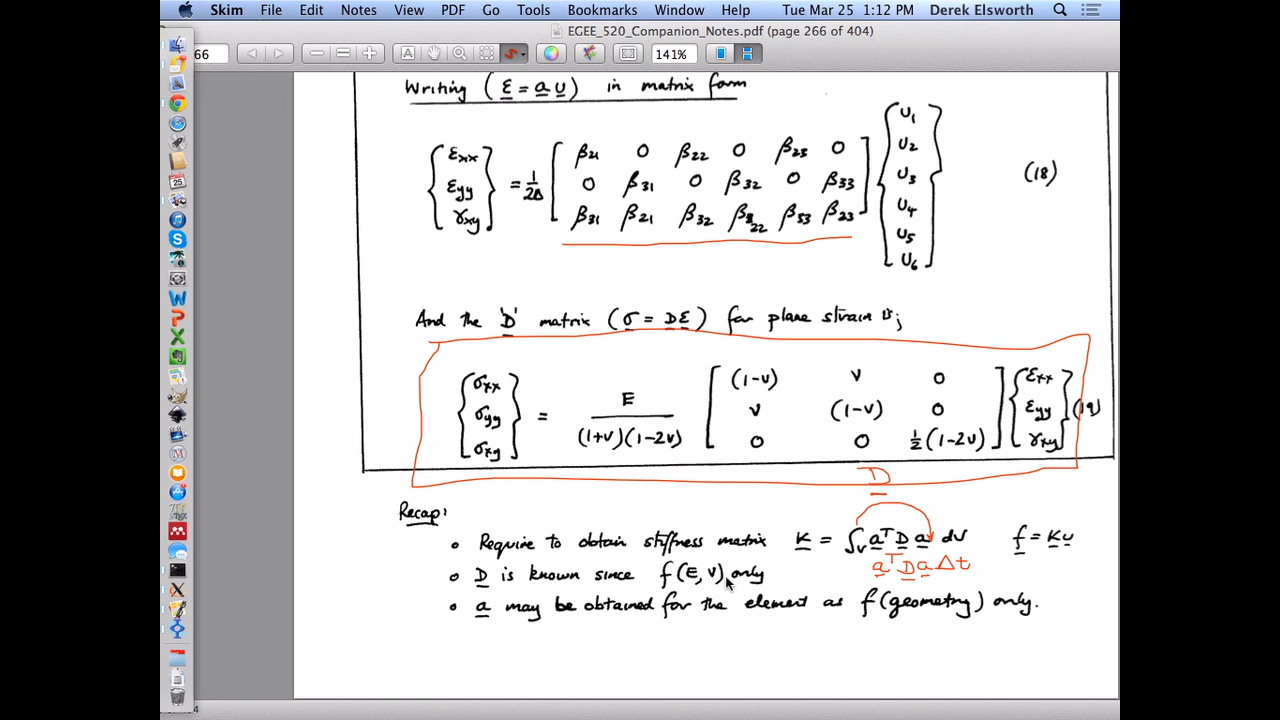 Skim File Edit Notes View PDF Go Tools Bookmarks Window Help Tue Mar 25 1:12 PM Derek Elsworth
EGEE_520_Companion_Notes.pdf (page 266 of 404)
66 A 141%
Writing (ε = a u) in matrix form
{εxx εyy γxy} = 1/2Δ [β21 0 β22 0 β23 0
0 β31 0 β32 0 β33
β31 β21 β32 β22 β33 β23] {U1 U2 U3 U4 U5 U6} (18)
And the 'D' matrix (σ = Dε) for plane strain is;
{σxx σyy σxy} = E/(1+ν)(1-2ν) [(1-ν) ν 0
ν (1-ν) 0
0 0 ½(1-2ν)] {εxx εyy γxy} (19)
D
Recap:
• Require to obtain stiffness matrix K = ∫v aᵀ D a dV f = K u
aᵀ D a Δt
• D is known since f(E, ν) only
• a may be obtained for the element as f(geometry) only.
25